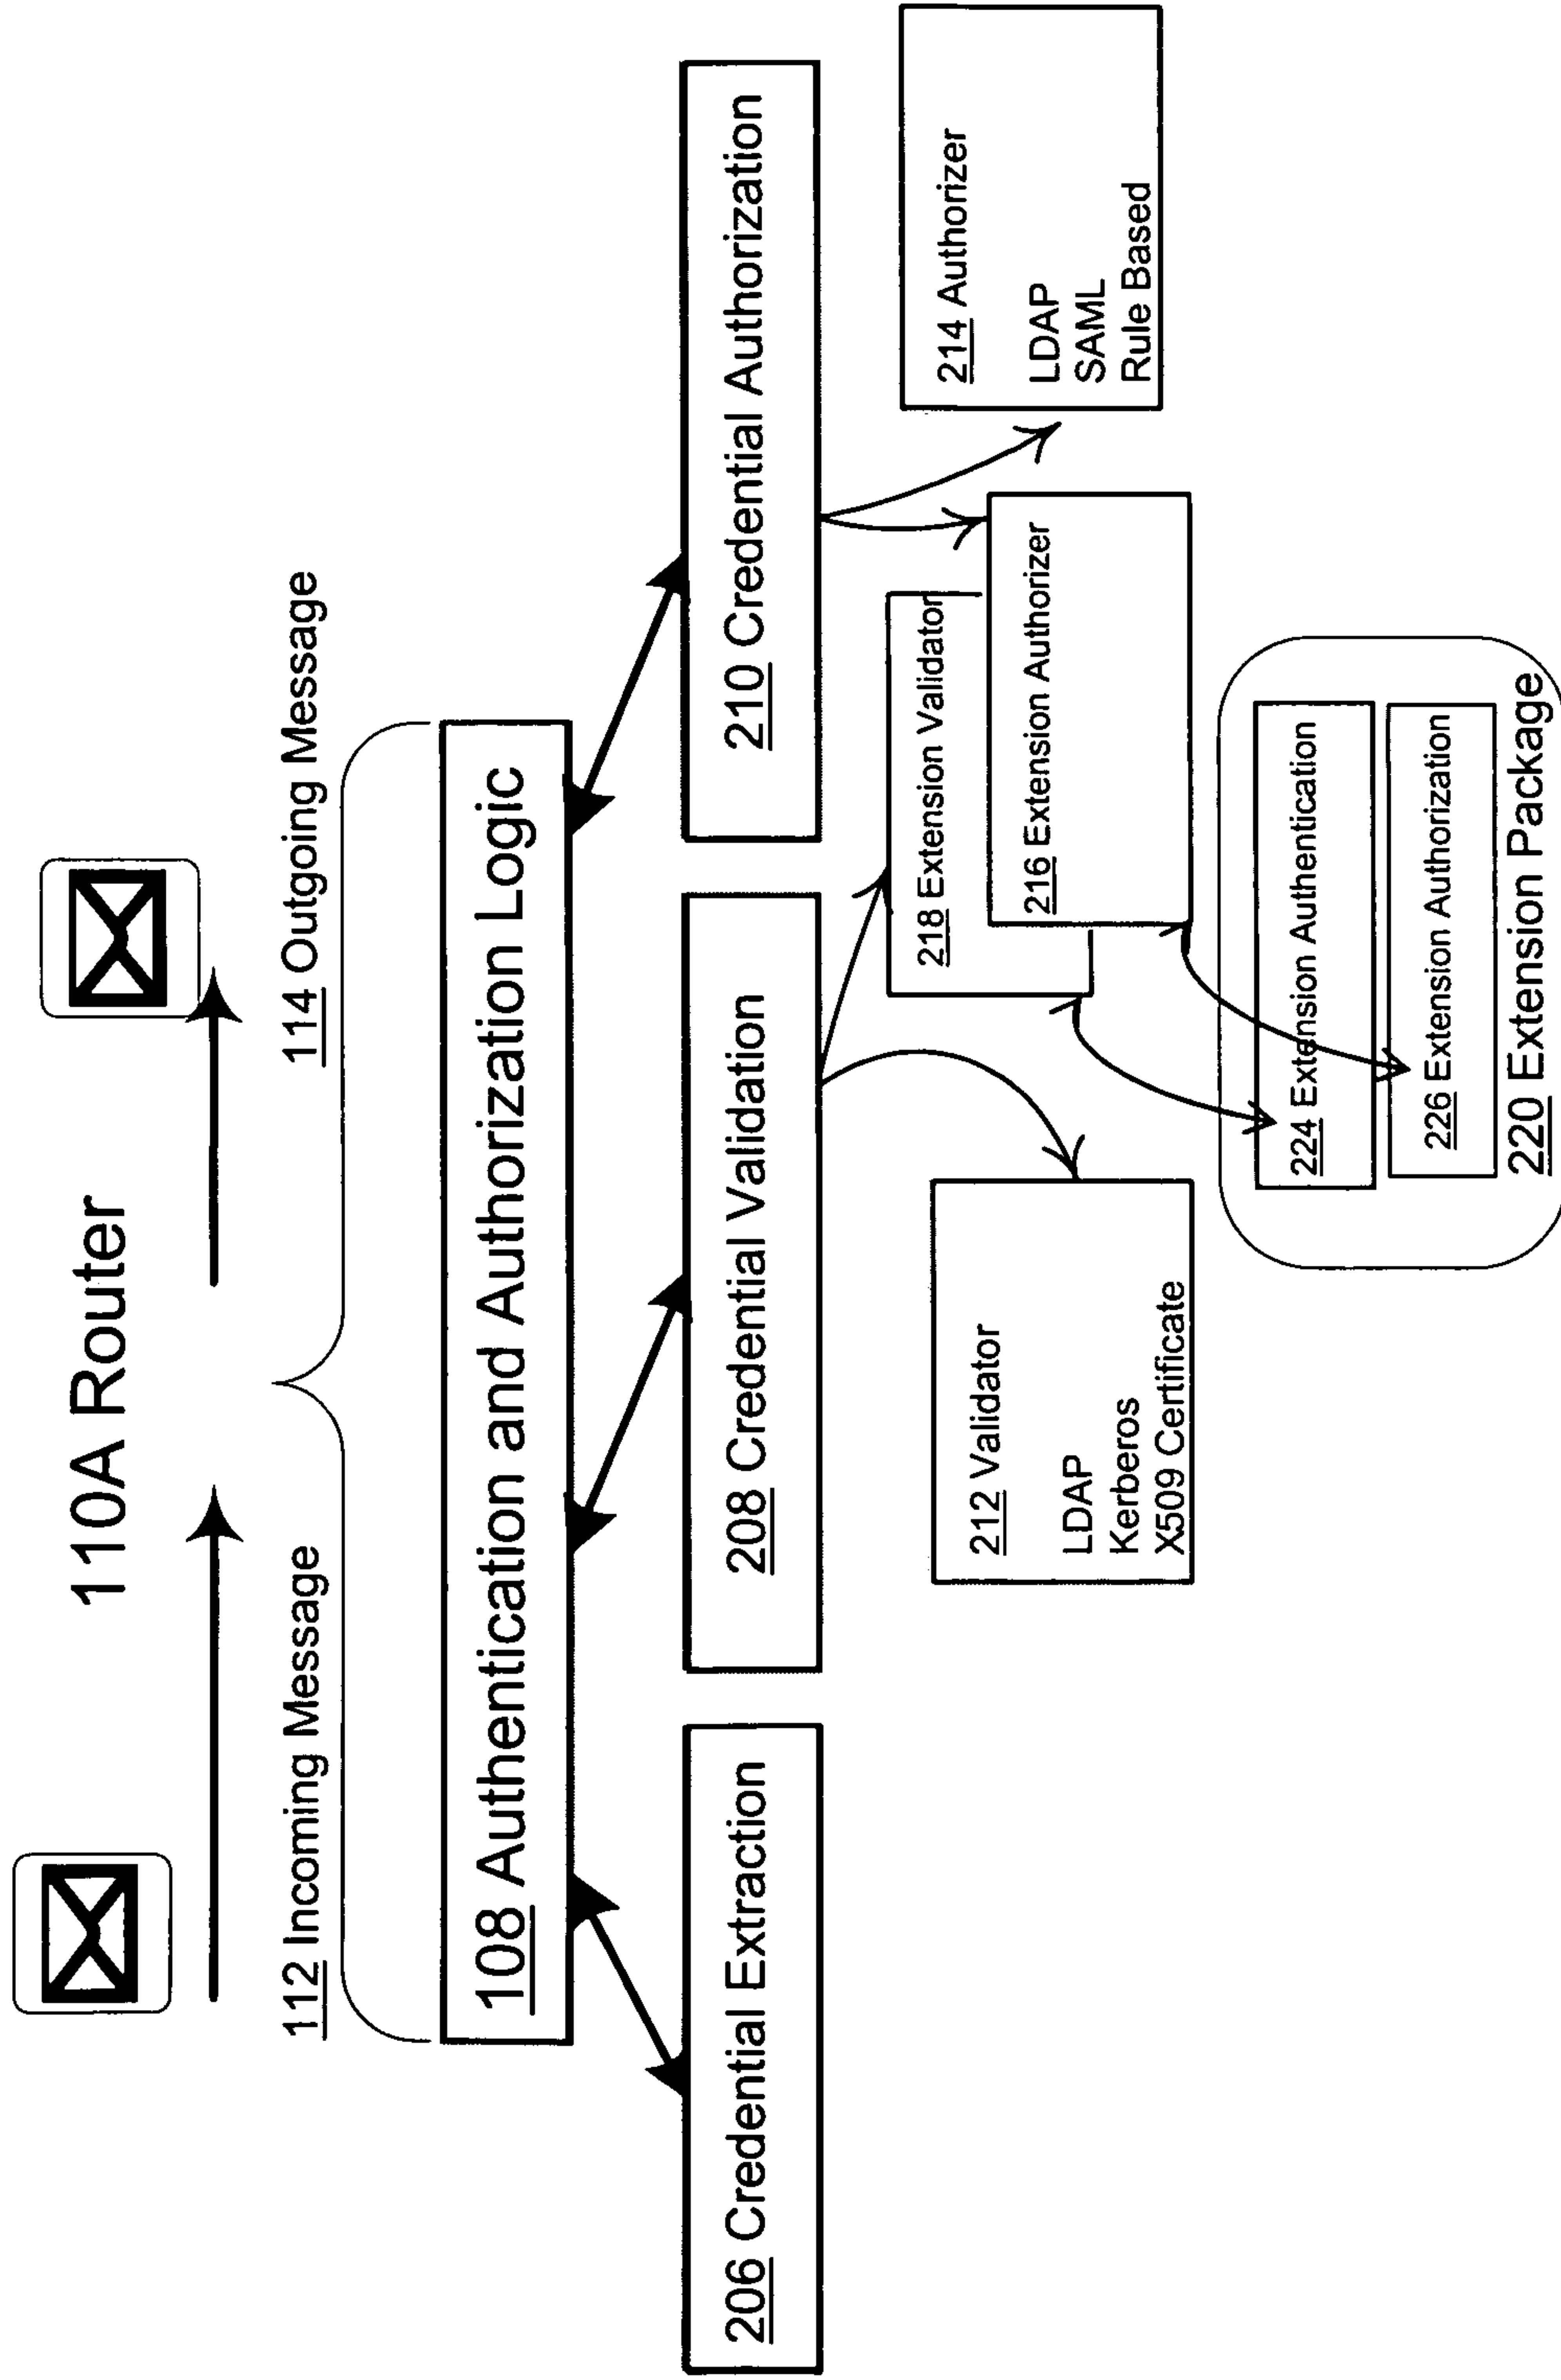 110A Router
112 Incoming Message
114 Outgoing Message
108 Authentication and Authorization Logic
206 Credential Extraction
208 Credential Validation
210 Credential Authorization
212 Validator
LDAP
Kerberos
X509 Certificate
218 Extension Validator
216 Extension Authorizer
214 Authorizer
LDAP
SAML
Rule Based
224 Extension Authentication
226 Extension Authorization
220 Extension Package